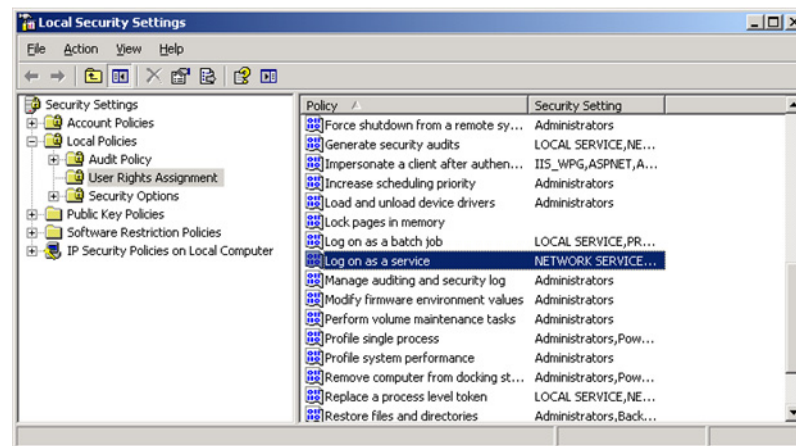 Local Security Settings
File Action View Help
Security Settings
Account Policies
Local Policies
Audit Policy
User Rights Assignment
Security Options
Public Key Policies
Software Restriction Policies
IP Security Policies on Local Computer
Policy Security Setting
Force shutdown from a remote sy... Administrators
Generate security audits LOCAL SERVICE,NE...
Impersonate a client after authen... IIS_WPG,ASPNET,A...
Increase scheduling priority Administrators
Load and unload device drivers Administrators
Lock pages in memory
Log on as a batch job LOCAL SERVICE,PR...
Log on as a service NETWORK SERVICE...
Manage auditing and security log Administrators
Modify firmware environment values Administrators
Perform volume maintenance tasks Administrators
Profile single process Administrators,Pow...
Profile system performance Administrators
Remove computer from docking st... Administrators,Pow...
Replace a process level token LOCAL SERVICE,NE...
Restore files and directories Administrators,Back...